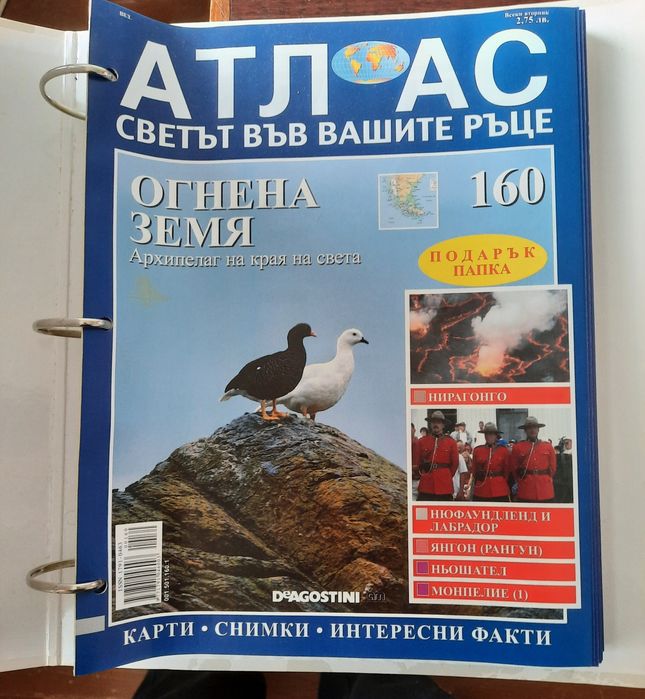 Всеки вторник
2,75 лв.
АТЛАС
СВЕТЪТ ВЪВ ВАШИТЕ РЪЦЕ
ОГНЕНА
ЗЕМЯ
Архипелаг на края на света
160
ПОДАРЪК
ПАПКА
НИРАГОНГО
НЮФАУНДЛЕНД И
ЛАБРАДОР
ЯНГОН (РАНГУН)
НЬОШАТЕЛ
МОНПЕЛИЕ (1)
DeAGOSTINI
КАРТИ • СНИМКИ • ИНТЕРЕСНИ ФАКТИ